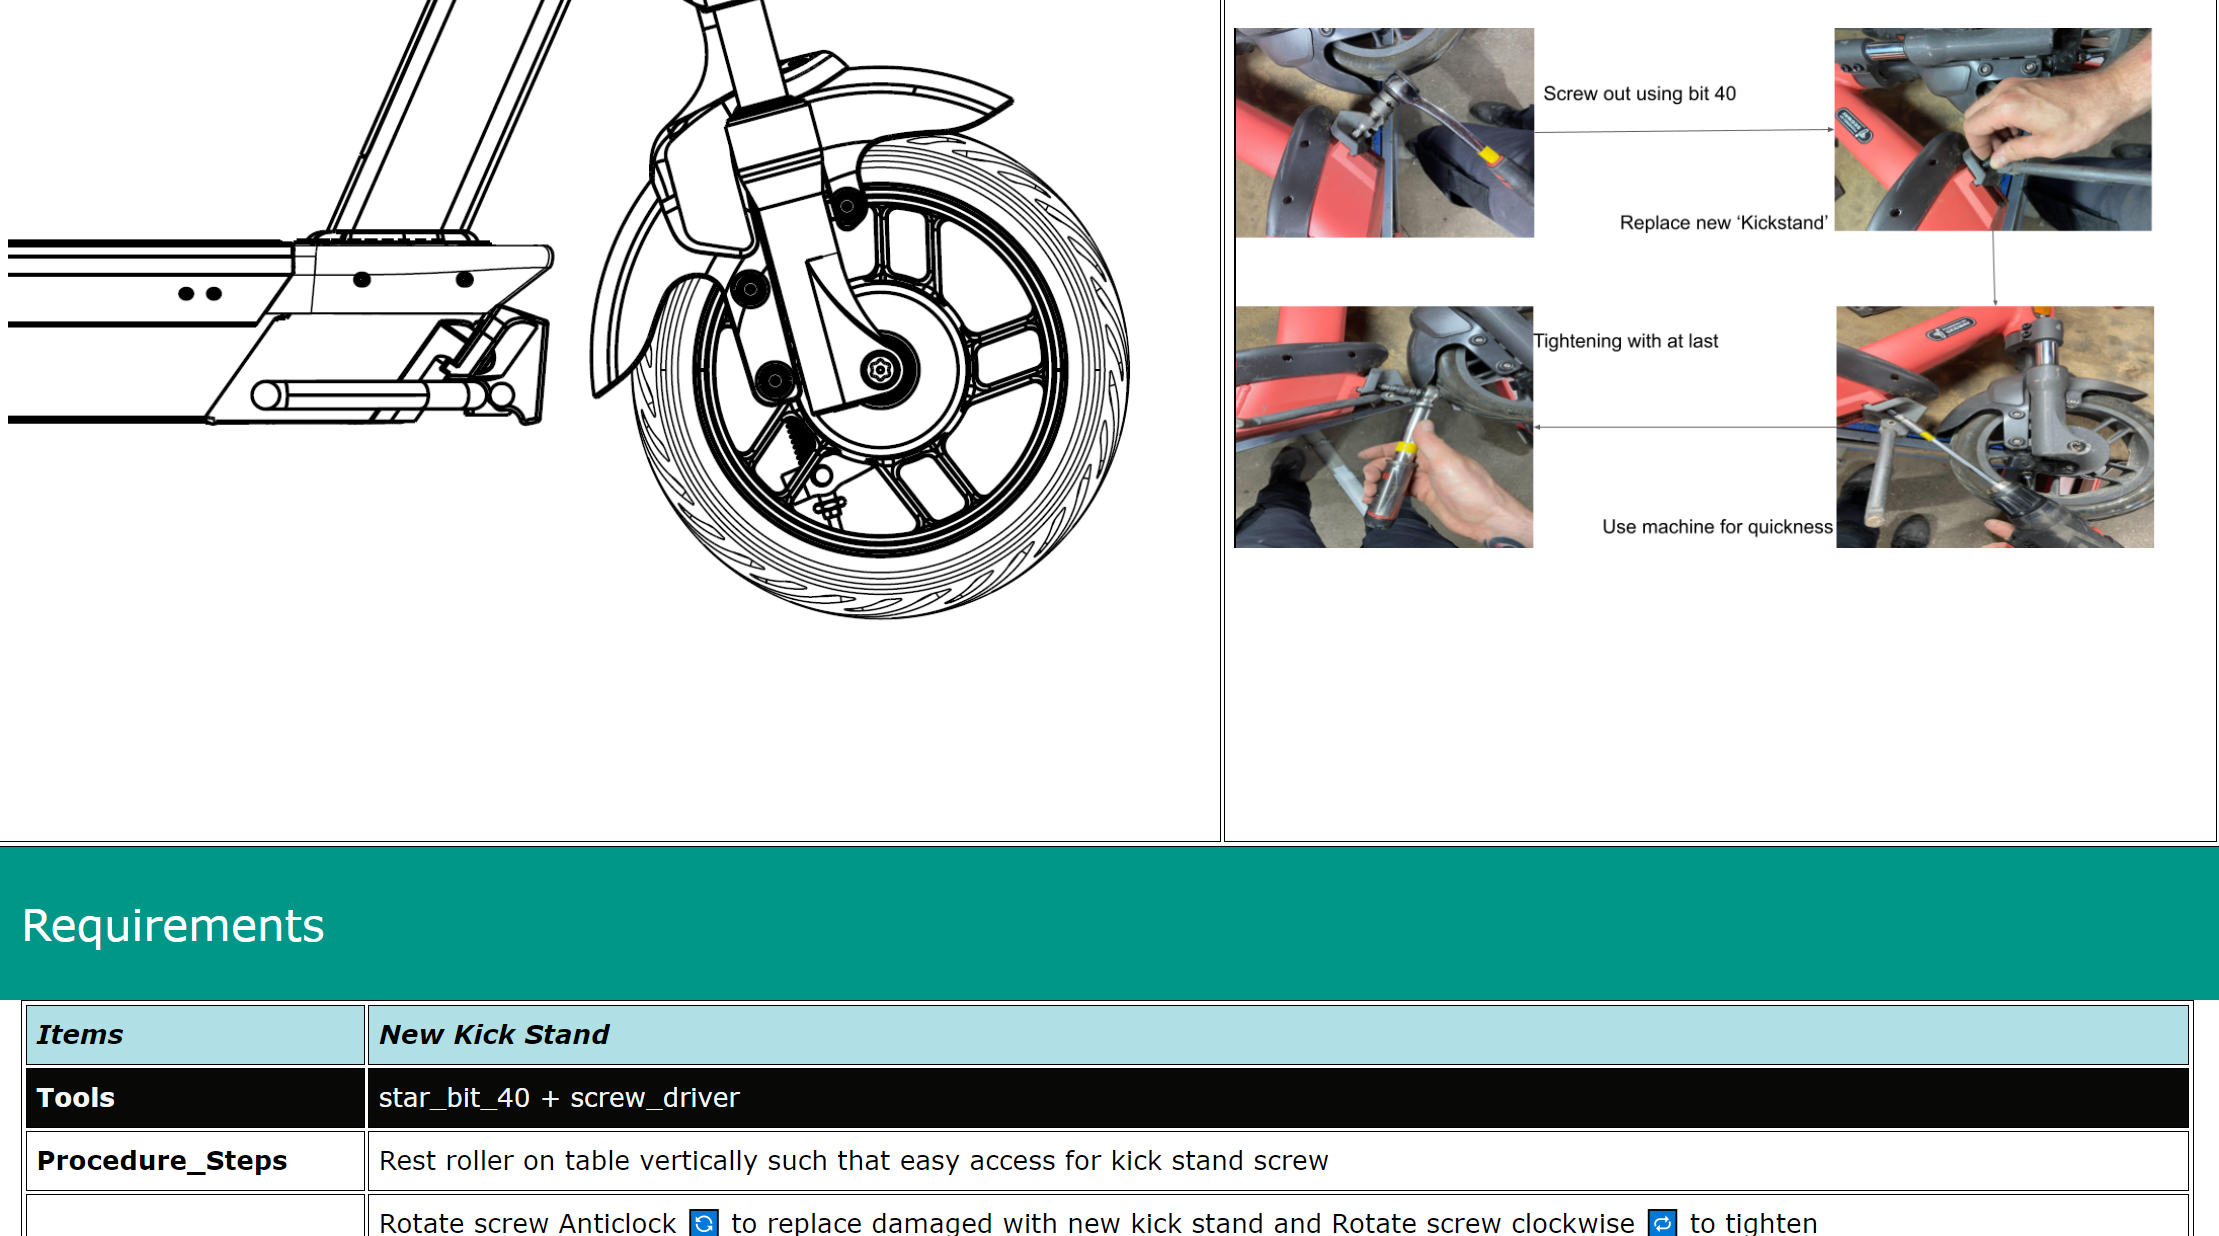 Screw out using bit 40
Replace new ‘Kickstand’
Tightening with at last
Use machine for quickness
Requirements
Items
New Kick Stand
Tools
star_bit_40 + screw_driver
Procedure_Steps
Rest roller on table vertically such that easy access for kick stand screw
Rotate screw Anticlock to replace damaged with new kick stand and Rotate screw clockwise to tighten